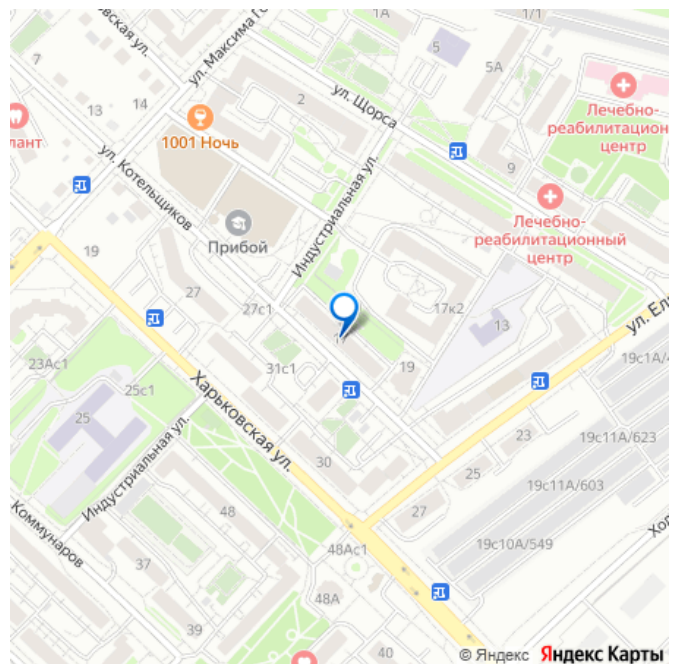 ул. Максима Го
1/1
5
5А
7
ул. Щорса
13
14
2
Лечебно-
реабилитацион
центр
1001 Ночь
лант
ул. Котельщиков
Индустриальная ул.
9
Лечебно-
реабилитационный
центр
Прибой
19
27
27с1
17к2
13
ул. Ел
23Ас1
25с1
31с1
19
19с1А/4
25
Харьковская ул.
Индустриальная ул.
30
23
19с11А/623
25
19с11А/603
27
48
Коммунаров
37
48Ас1
19с10А/549
48А
39
40
© Яндекс Яндекс Карты